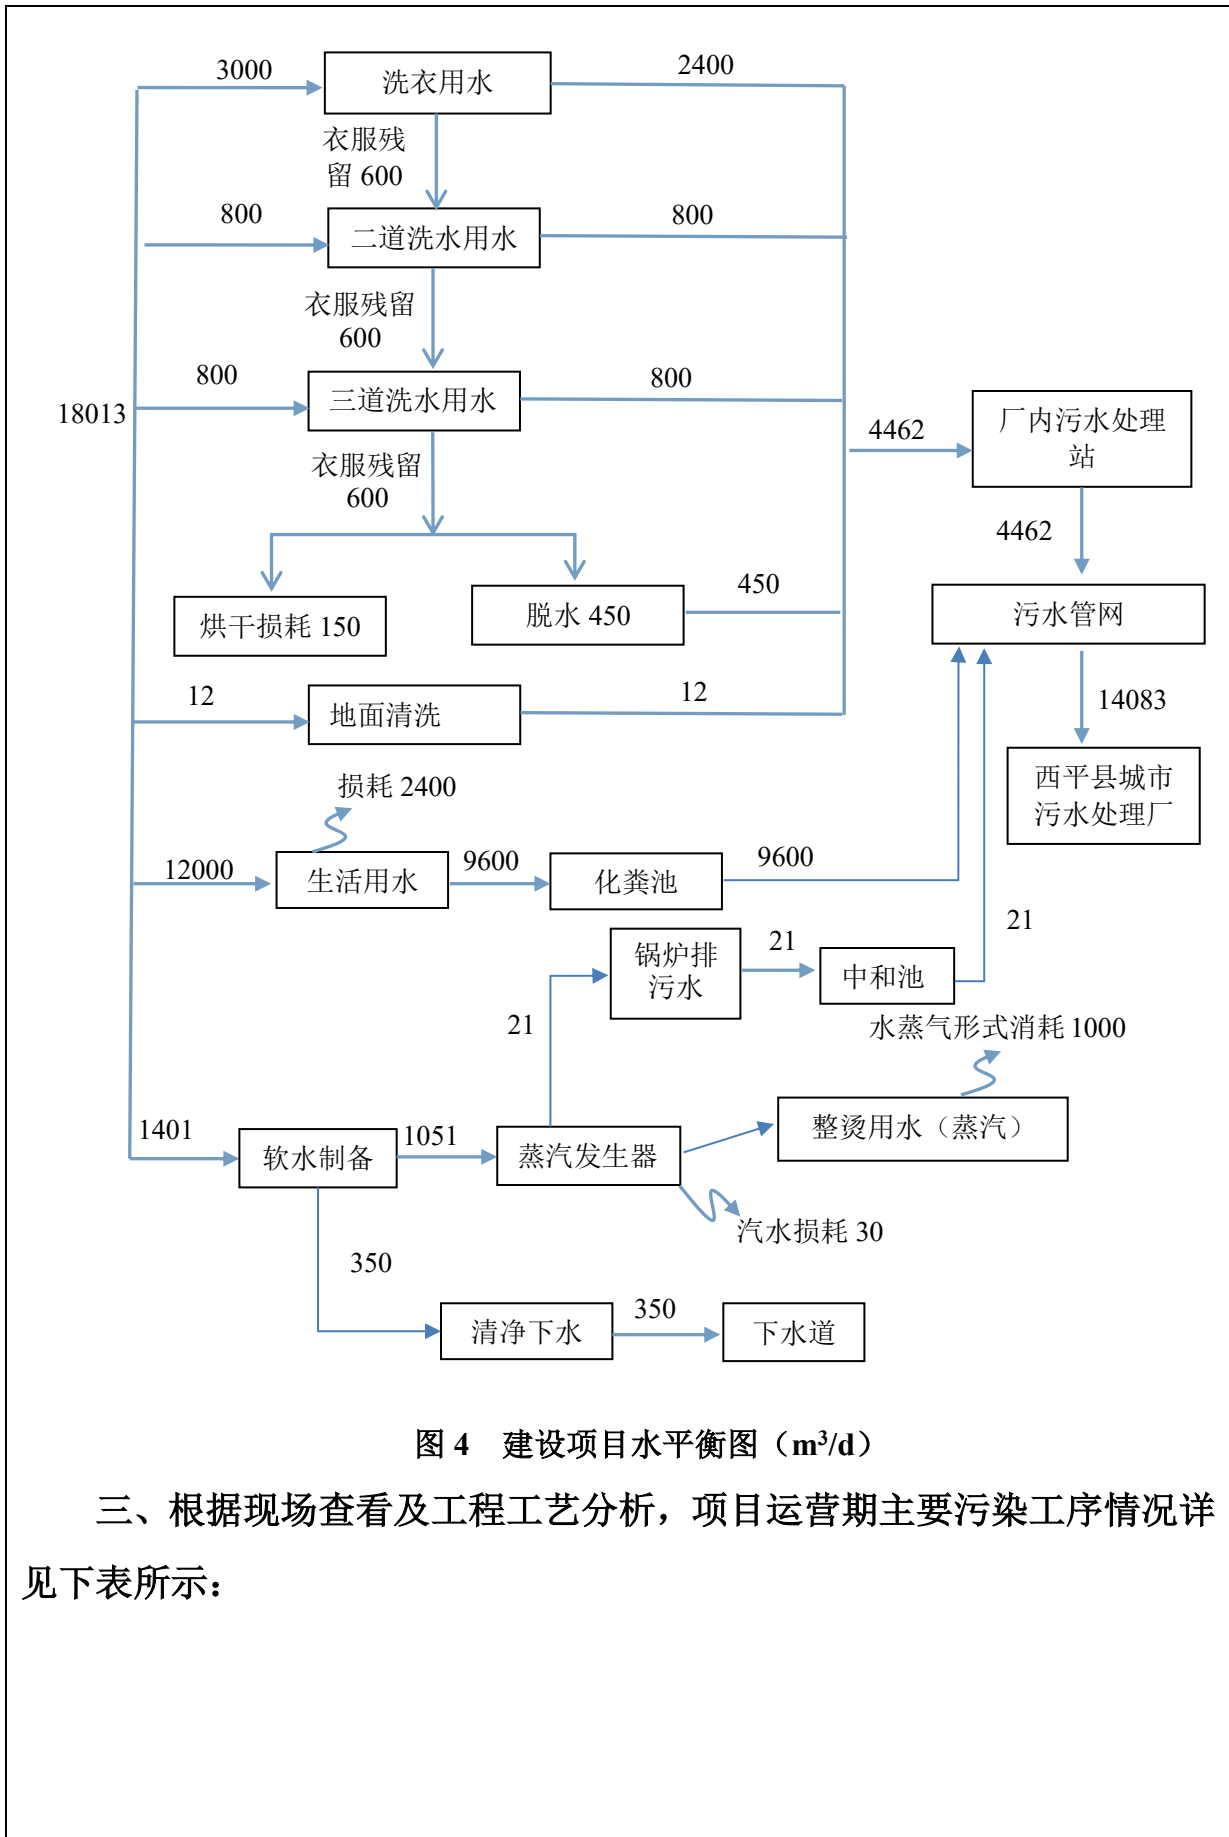 3000
洗衣用水
2400
衣服残
留 600
800
二道洗水用水
800
衣服残留
600
800
三道洗水用水
800
18013
衣服残留
600
4462
厂内污水处理
站
4462
烘干损耗 150
脱水 450
450
污水管网
12
地面清洗
12
14083
西平县城市
污水处理厂
损耗 2400
12000
生活用水
9600
化粪池
9600
21
锅炉排
污水
21
中和池
21
水蒸气形式消耗 1000
整烫用水（蒸汽）
1401
软水制备
1051
蒸汽发生器
汽水损耗 30
350
清净下水
350
下水道
图 4 建设项目水平衡图（m³/d）
三、根据现场查看及工程工艺分析，项目运营期主要污染工序情况详
见下表所示：